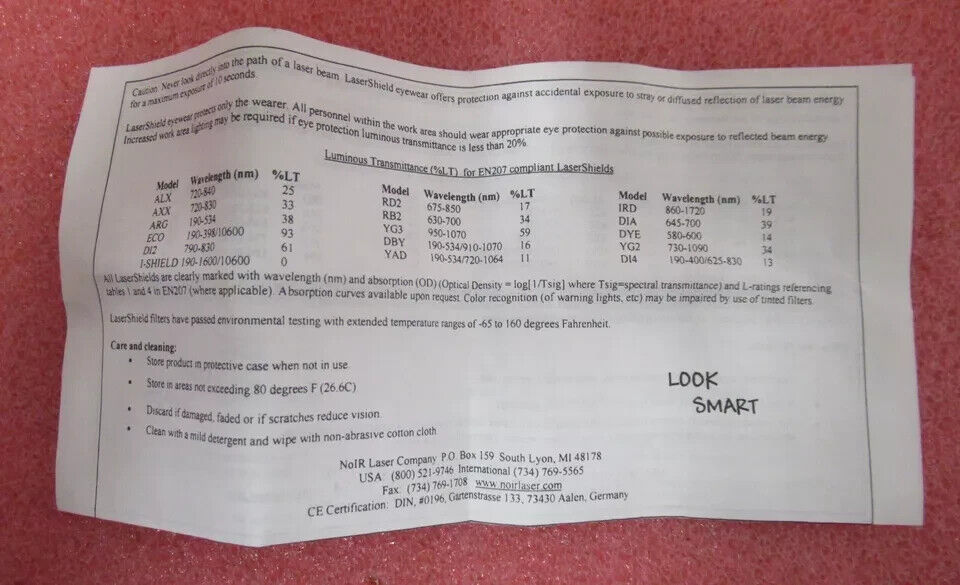 Caution: Never look directly into the path of a laser beam. LaserShield eyewear offers protection against accidental exposure to stray or diffused reflection of laser beam energy
for a maximum exposure of 10 seconds.
LaserShield eyewear protects only the wearer. All personnel within the work area should wear appropriate eye protection against possible exposure to reflected beam energy
Increased work area lighting may be required if eye protection luminous transmittance is less than 20%.
Luminous Transmittance (%LT) for EN207 compliant LaserShields
Model Wavelength (nm) %LT
ALX 720-840 25
AXX 720-830 33
ARG 190-534 38
ECO 190-398/10600 93
DI2 790-830 61
I-SHIELD 190-1600/10600 0
Model Wavelength (nm) %LT
RD2 675-850 17
RB2 630-700 34
YG3 950-1070 59
DBY 190-534/910-1070 16
YAD 190-534/720-1064 11
Model Wavelength (nm) %LT
IRD 860-1720 19
DIA 645-700 39
DYE 580-600 14
YG2 730-1090 34
DI4 190-400/625-830 13
All LaserShields are clearly marked with wavelength (nm) and absorption (OD) (Optical Density = log[1/Tsig] where Tsig=spectral transmittance) and L-ratings referencing
tables 1 and 4 in EN207 (where applicable). Absorption curves available upon request. Color recognition (of warning lights, etc) may be impaired by use of tinted filters.
LaserShield filters have passed environmental testing with extended temperature ranges of -65 to 160 degrees Fahrenheit.
Care and cleaning:
• Store product in protective case when not in use
• Store in areas not exceeding 80 degrees F (26.6C)
• Discard if damaged, faded or if scratches reduce vision.
• Clean with a mild detergent and wipe with non-abrasive cotton cloth
LOOK
SMART
NoIR Laser Company P.O. Box 159 South Lyon, MI 48178
USA (800) 521-9746 International (734) 769-5565
Fax (734) 769-1708 www.noirlaser.com
CE Certification: DIN, #0196, Gartenstrasse 133, 73430 Aalen, Germany